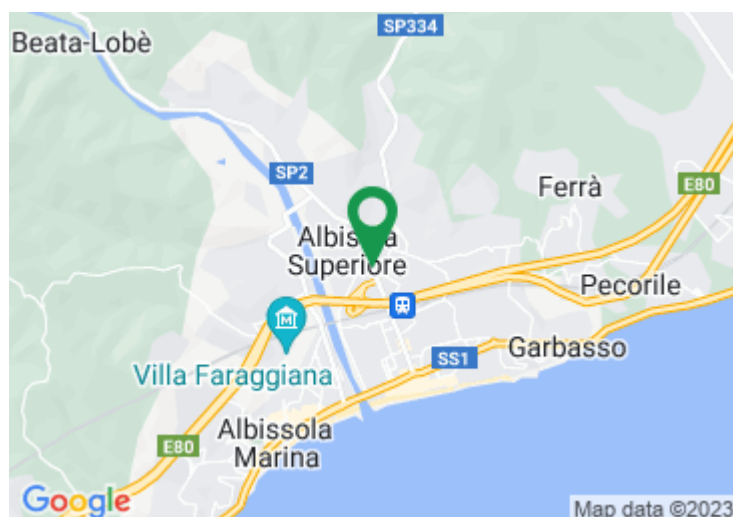 SP334
Beata-Lobè
SP2
Ferrà
E80
Albisola
Superiore
Pecorile
M
Villa Faraggiana
SS1
Garbasso
E80
Albissola
Marina
Google
Map data ©2023